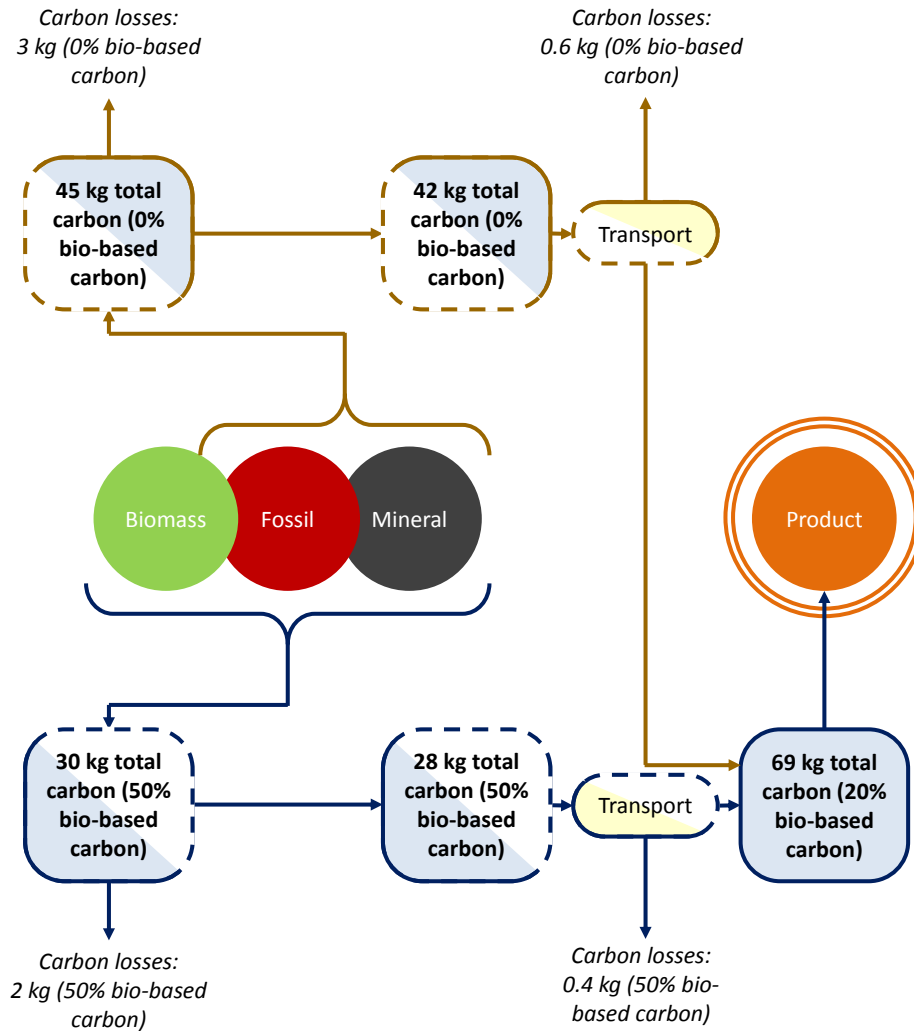 Carbon losses:
3 kg (0% bio-based
carbon)
Carbon losses:
0.6 kg (0% bio-based
carbon)
45 kg total
carbon (0%
bio-based
carbon)
42 kg total
carbon (0%
bio-based
carbon)
Transport
Biomass
Fossil
Mineral
Product
30 kg total
carbon (50%
bio-based
carbon)
28 kg total
carbon (50%
bio-based
carbon)
Transport
69 kg total
carbon (20%
bio-based
carbon)
Carbon losses:
2 kg (50% bio-based
carbon)
Carbon losses:
0.4 kg (50% bio-
based carbon)